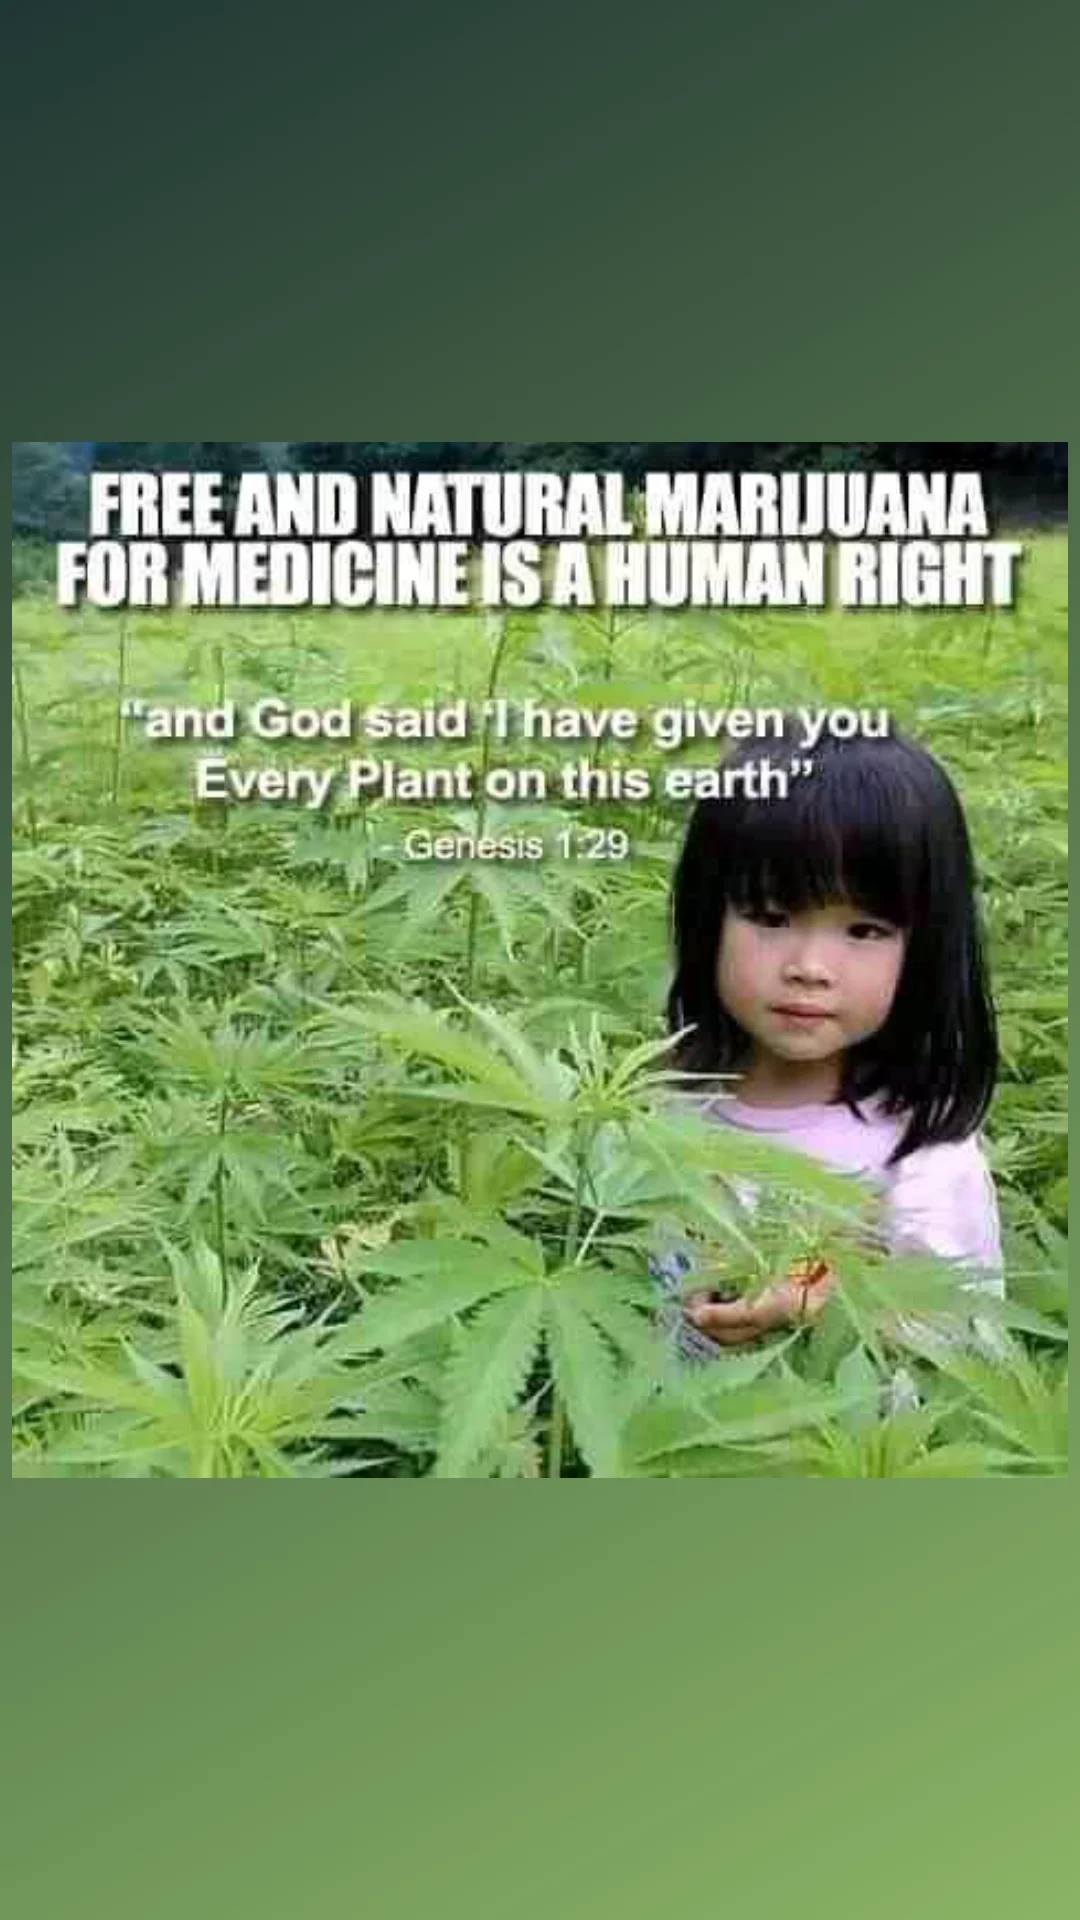 FREE AND NATURAL MARIJUANA
FOR MEDICINE IS A HUMAN RIGHT
“and God said ‘I have given you
Every Plant on this earth”
- Genesis 1:29